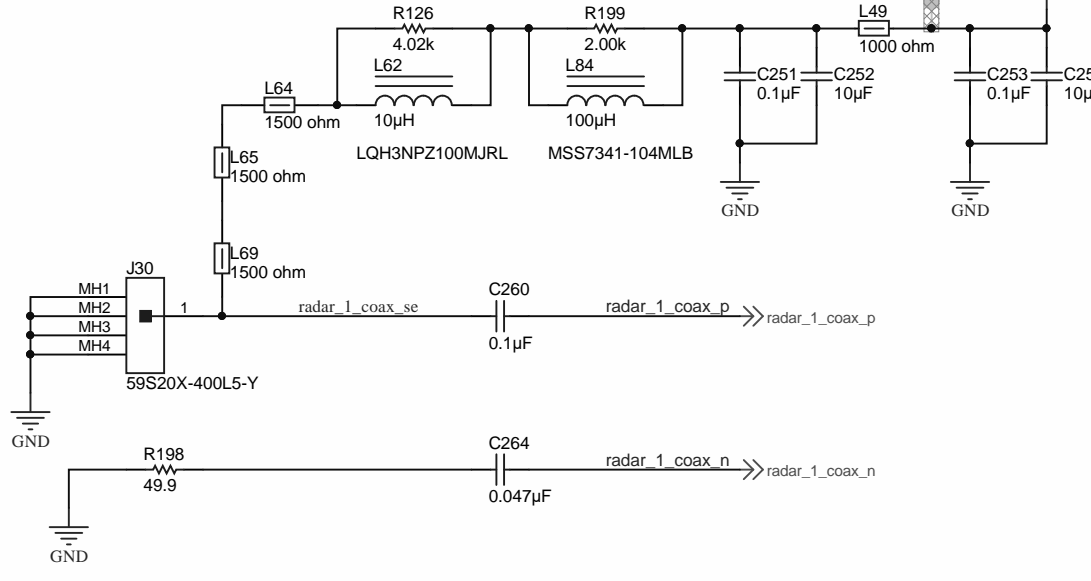 R126
4.02k
L62
10µH
LQH3NPZ100MJRL
R199
2.00k
L84
100µH
MSS7341-104MLB
L49
1000 ohm
C251
0.1µF
C252
10µF
GND
C253
0.1µF
GND
L64
1500 ohm
L65
1500 ohm
L69
1500 ohm
J30
MH1
MH2
MH3
MH4
1
59S20X-400L5-Y
GND
radar_1_coax_se
C260
0.1µF
radar_1_coax_p
radar_1_coax_p
R198
49.9
GND
C264
0.047µF
radar_1_coax_n
radar_1_coax_n